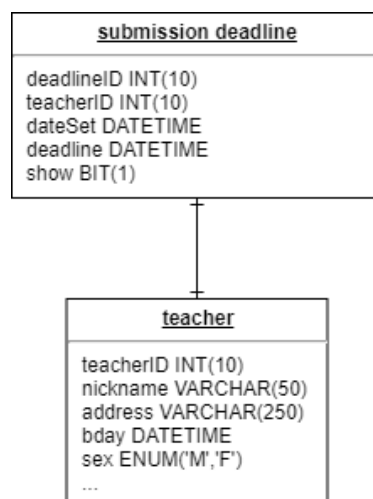 submission deadline
deadlineID INT(10)
teacherID INT(10)
dateSet DATETIME
deadline DATETIME
show BIT(1)
teacher
teacherID INT(10)
nickname VARCHAR(50)
address VARCHAR(250)
bday DATETIME
sex ENUM('M','F')
...